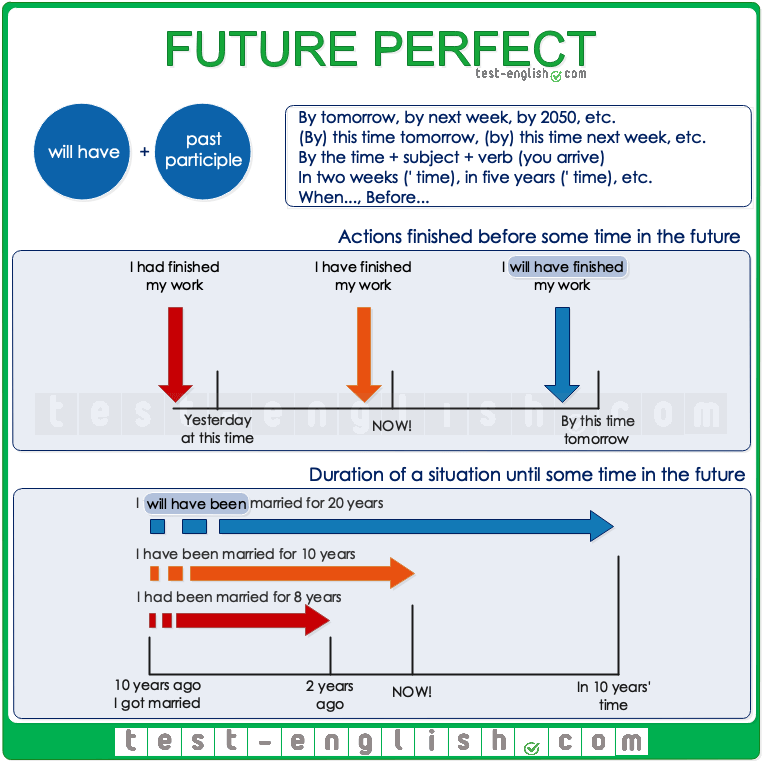 FUTURE PERFECT
test-english.com
will have
+
past
participle
By tomorrow, by next week, by 2050, etc.
(By) this time tomorrow, (by) this time next week, etc.
By the time + subject + verb (you arrive)
In two weeks (' time), in five years (' time), etc.
When..., Before...
Actions finished before some time in the future
I had finished
my work
I have finished
my work
I will have finished
my work
Yesterday
at this time
NOW!
By this time
tomorrow
test-english.com
Duration of a situation until some time in the future
I will have been married for 20 years
I have been married for 10 years
I had been married for 8 years
10 years ago
I got married
2 years
ago
NOW!
In 10 years'
time
test-english.com